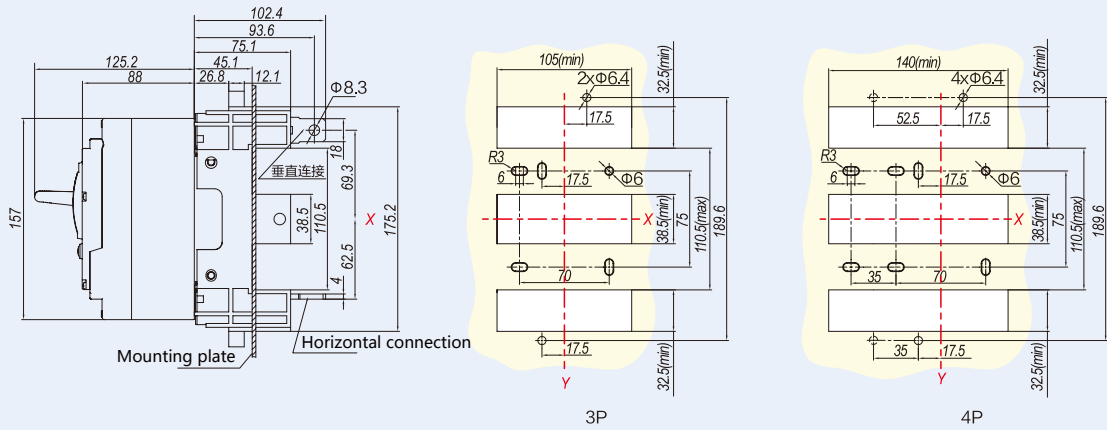 102.4
93.6
75.1
125.2
45.1
88
26.8
12.1
Φ8.3
18
垂直连接
69.3
157
38.5
110.5
X
175.2
62.5
4
Mounting plate
Horizontal connection
105(min)
32.5(min)
2xΦ6.4
17.5
R3
6
17.5
Φ6
X
38.5(min)
75
110.5(max)
189.6
70
17.5
32.5(min)
Y
3P
140(min)
32.5(min)
4xΦ6.4
52.5
17.5
R3
6
17.5
Φ6
X
38.5(min)
75
110.5(max)
189.6
35
70
35
17.5
32.5(min)
Y
4P